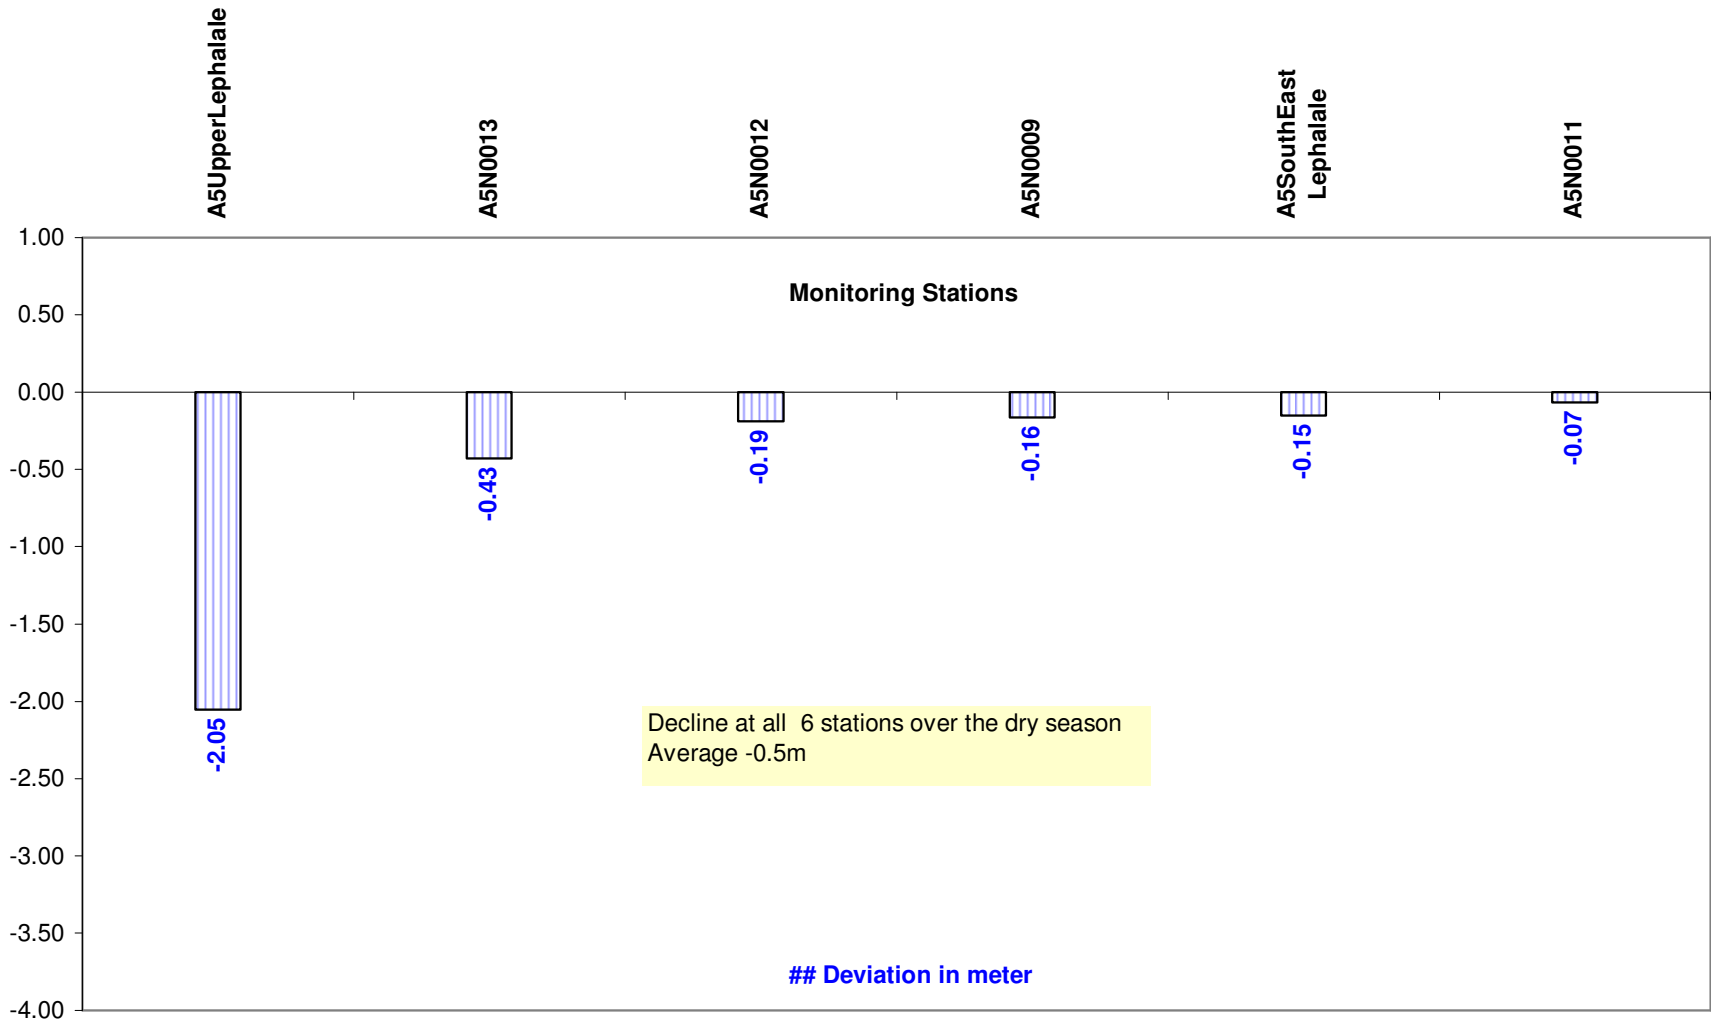 A5UpperLephalale
A5N0013
A5N0012
A5N0009
A5SouthEast
Lephalale
A5N0011
1.00
0.50
0.00
-0.50
-1.00
-1.50
-2.00
-2.50
-3.00
-3.50
-4.00
Monitoring Stations
-2.05
-0.43
-0.19
-0.16
-0.15
-0.07
Decline at all  6 stations over the dry season
Average -0.5m
## Deviation in meter